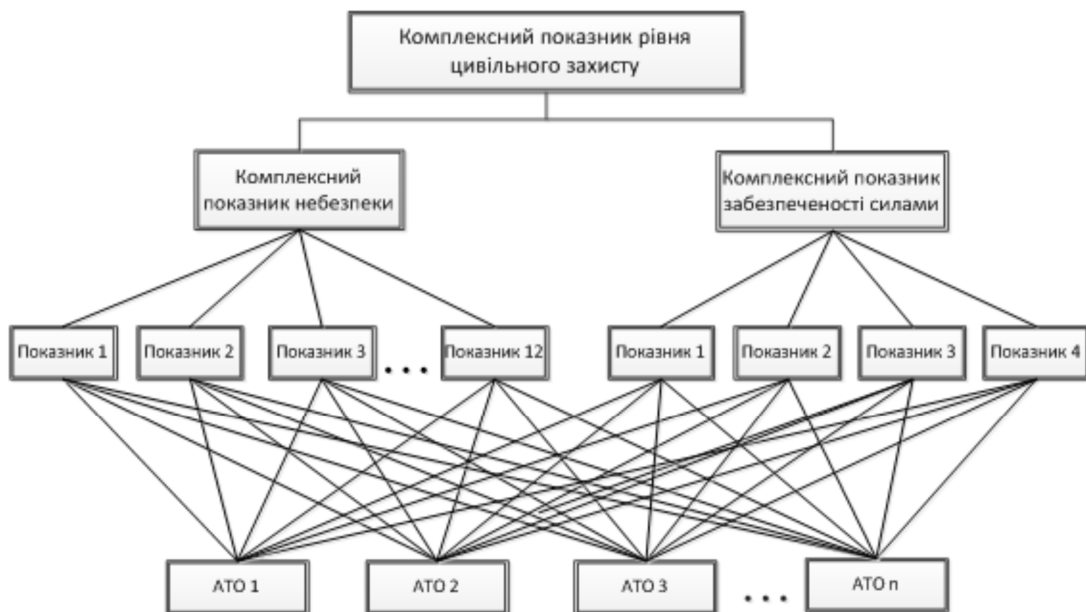 Комплексний показник рівня
цивільного захисту
Комплексний
показник небезпеки
Комплексний показник
забезпеченості силами
Показник 1
Показник 2
Показник 3
...
Показник 12
Показник 1
Показник 2
Показник 3
Показник 4
АТО 1
АТО 2
АТО 3
...
АТО n